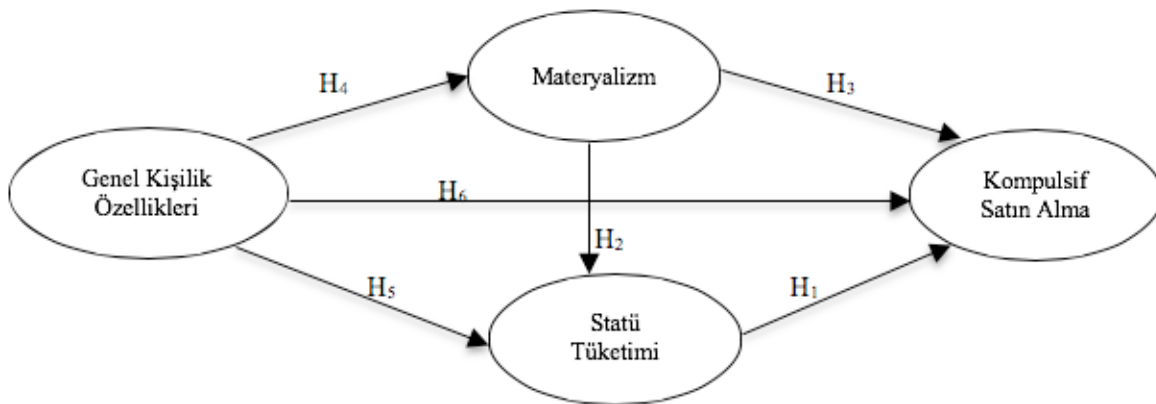 Materyalizm
H₄
H₃
Genel Kişilik
Özellikleri
H₆
Kompulsif
Satın Alma
H₂
H₅
H₁
Statü
Tüketimi